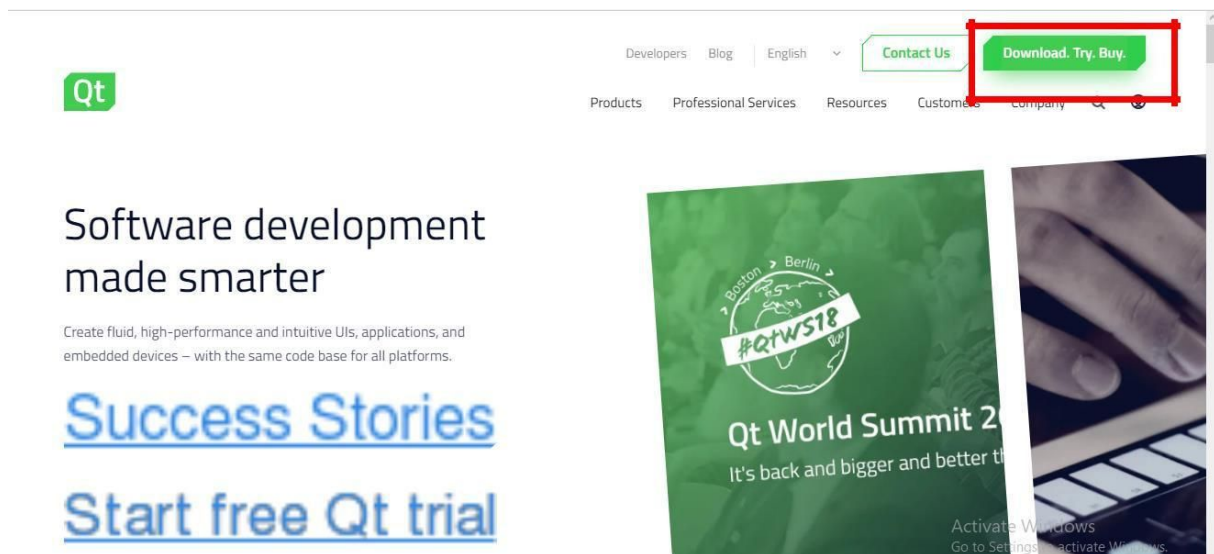 Developers Blog English Contact Us Download. Try. Buy.
Qt
Products Professional Services Resources Customers Company
Software development
made smarter
Create fluid, high-performance and intuitive UIs, applications, and
embedded devices – with the same code base for all platforms.
Success Stories
Start free Qt trial
Boston Berlin
#QtWS18
Qt World Summit
It's back and bigger and better
Activate Windows
Go to Settings to activate Windows.